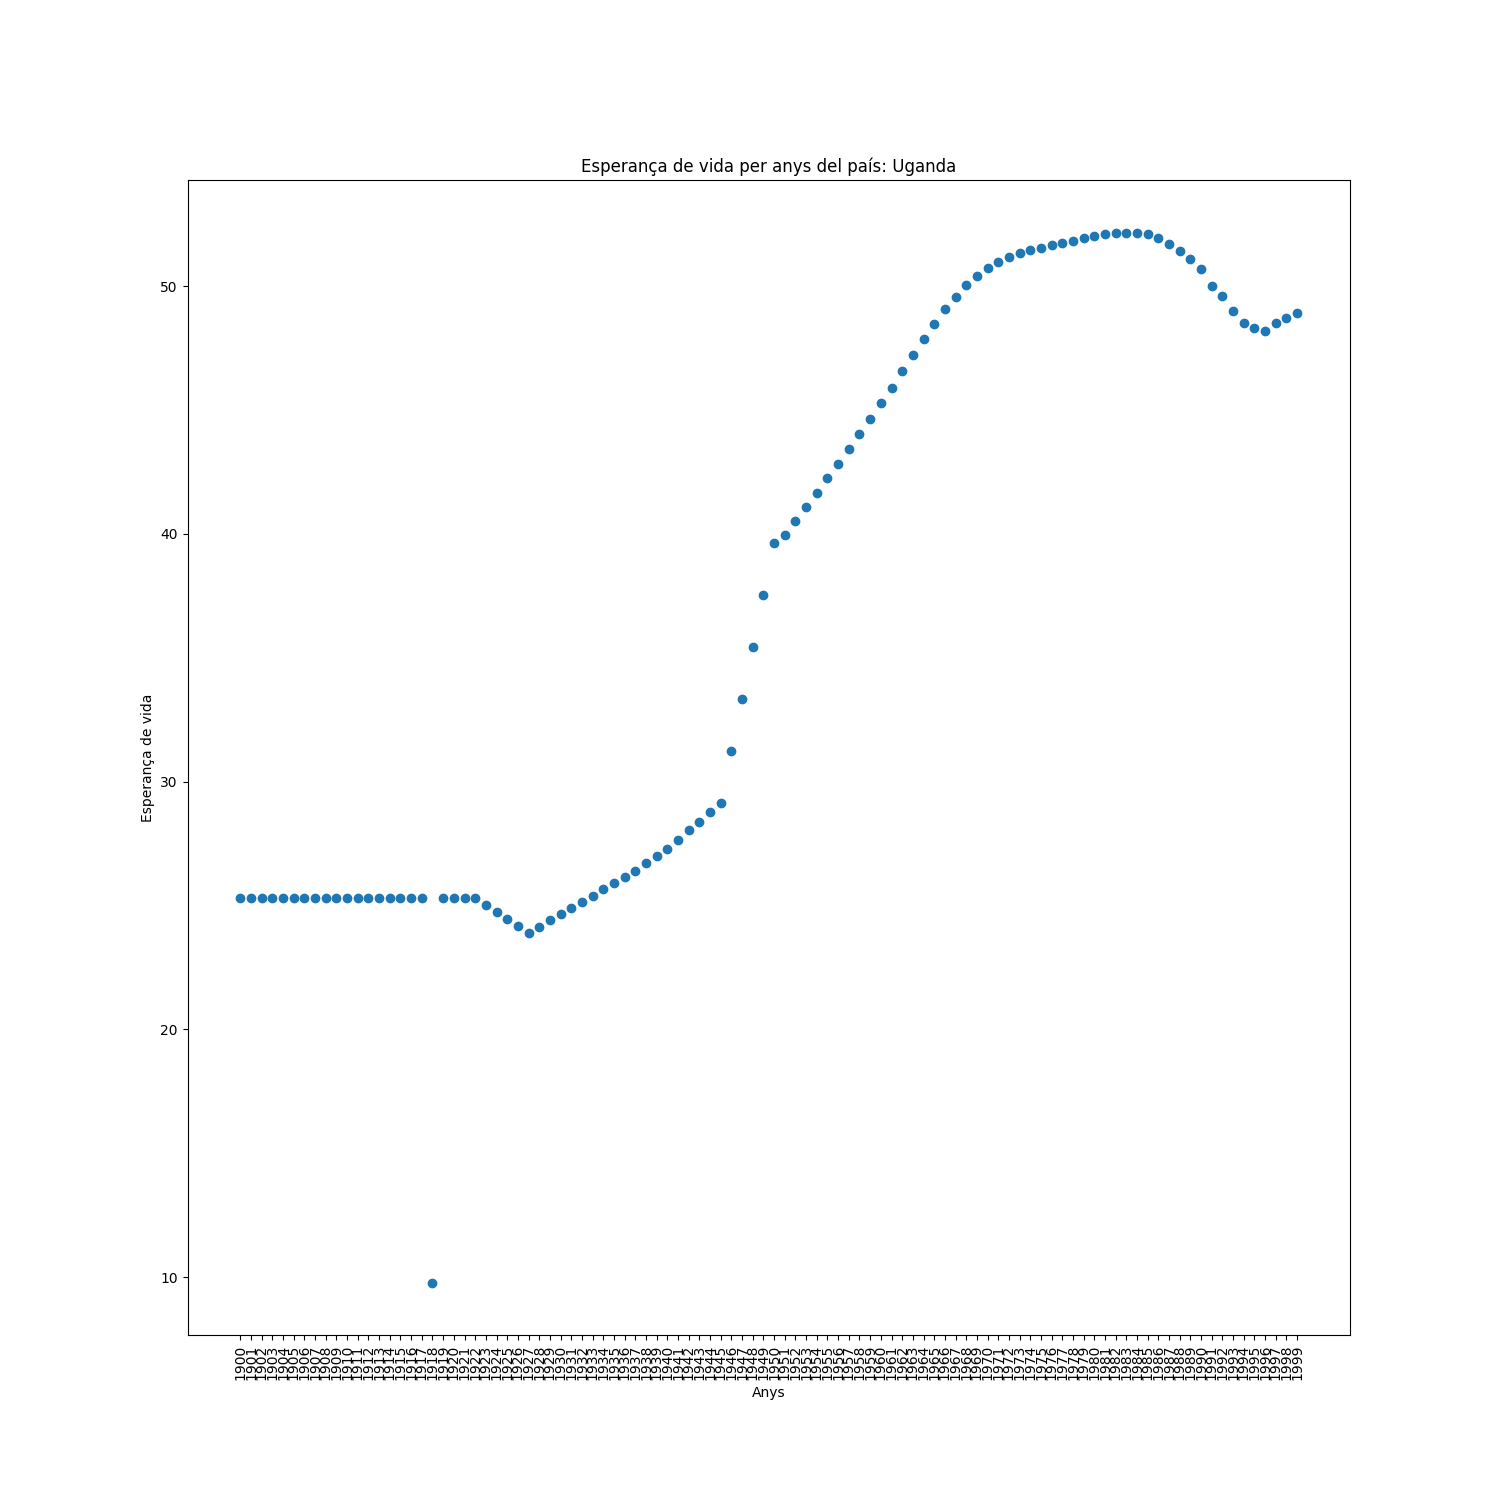 Esperança de vida per anys del país: Uganda
50
40
30
20
10
Esperança de vida
1900 1901 1902 1903 1904 1905 1906 1907 1908 1909 1910 1911 1912 1913 1914 1915 1916 1917 1918 1919 1920 1921 1922 1923 1924 1925 1926 1927 1928 1929 1930 1931 1932 1933 1934 1935 1936 1937 1938 1939 1940 1941 1942 1943 1944 1945 1946 1947 1948 1949 1950 1951 1952 1953 1954 1955 1956 1957 1958 1959 1960 1961 1962 1963 1964 1965 1966 1967 1968 1969 1970 1971 1972 1973 1974 1975 1976 1977 1978 1979 1980 1981 1982 1983 1984 1985 1986 1987 1988 1989 1990 1991 1992 1993 1994 1995 1996 1997 1998 1999
Anys